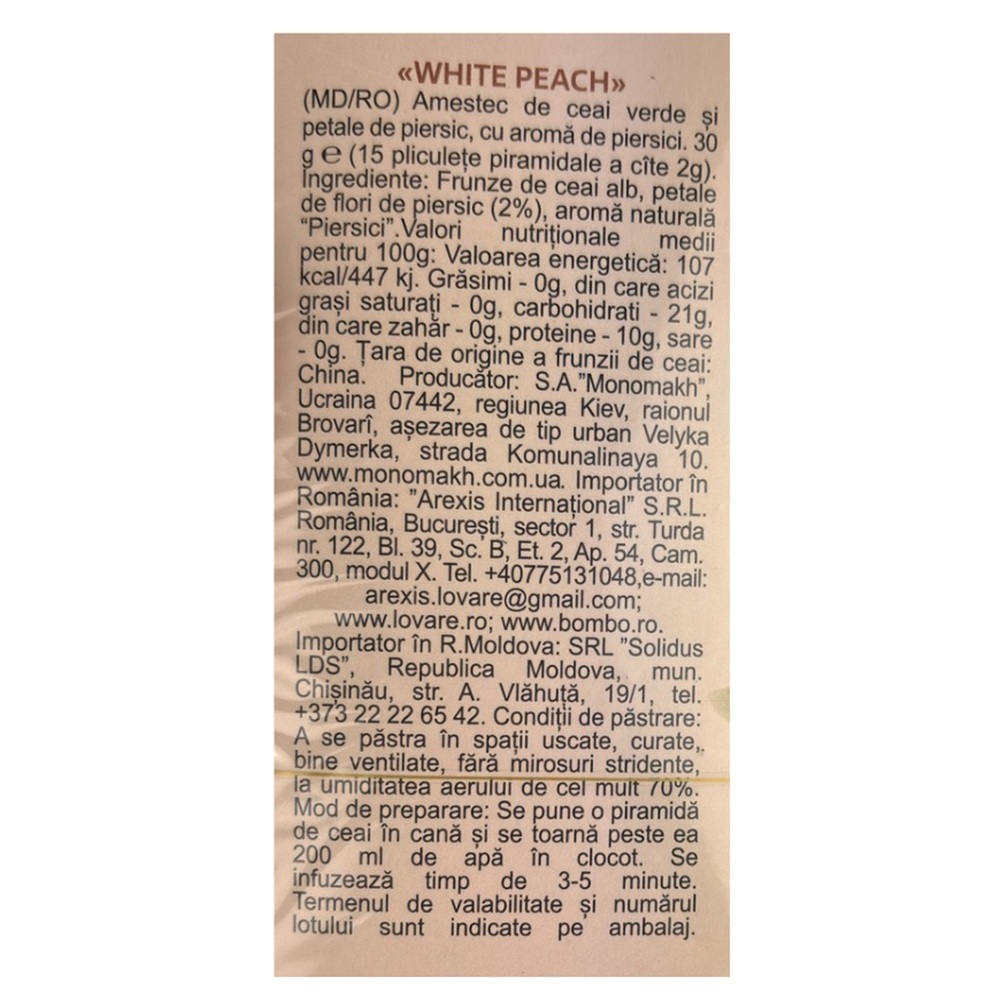 «WHITE PEACH»
(MD/RO) Amestec de ceai verde și
petale de piersic, cu aromă de piersici. 30
g ℮ (15 pliculețe piramidale a cîte 2g).
Ingrediente: Frunze de ceai alb, petale
de flori de piersic (2%), aromă naturală
“Piersici”.Valori nutriționale medii
pentru 100g: Valoarea energetică: 107
kcal/447 kj. Grăsimi - 0g, din care acizi
grași saturați - 0g, carbohidrati - 21g,
din care zahăr - 0g, proteine - 10g, sare
- 0g. Țara de origine a frunzii de ceai:
China. Producător: S.A.”Monomakh”,
Ucraina 07442, regiunea Kiev, raionul
Brovarî, așezarea de tip urban Velyka
Dymerka, strada Komunalinaya 10.
www.monomakh.com.ua. Importator în
România: ”Arexis Internațional” S.R.L.
România, București, sector 1, str. Turda
nr. 122, Bl. 39, Sc. B, Et. 2, Ap. 54, Cam.
300, modul X. Tel. +40775131048,e-mail:
arexis.lovare@gmail.com;
www.lovare.ro; www.bombo.ro.
Importator în R.Moldova: SRL ”Solidus
LDS”, Republica Moldova, mun.
Chișinău, str. A. Vlăhuță, 19/1, tel.
+373 22 22 65 42. Condiții de păstrare:
A se păstra în spații uscate, curate,
bine ventilate, fără mirosuri stridente,
la umiditatea aerului de cel mult 70%.
Mod de preparare: Se pune o piramidă
de ceai în cană și se toarnă peste ea
200 ml de apă în clocot. Se
infuzează timp de 3-5 minute.
Termenul de valabilitate și numărul
lotului sunt indicate pe ambalaj.